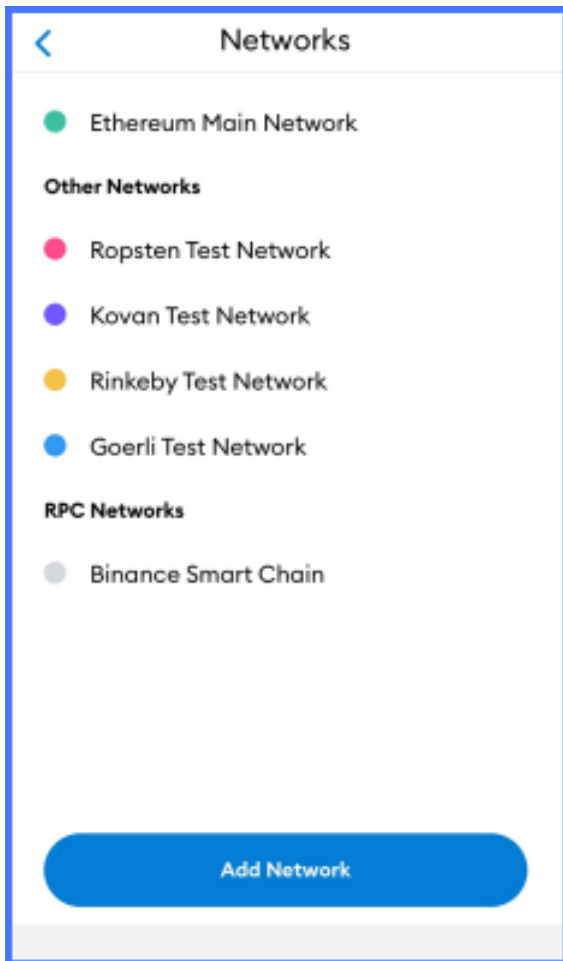 Networks
Ethereum Main Network
Other Networks
Ropsten Test Network
Kovan Test Network
Rinkeby Test Network
Goerli Test Network
RPC Networks
Binance Smart Chain
Add Network